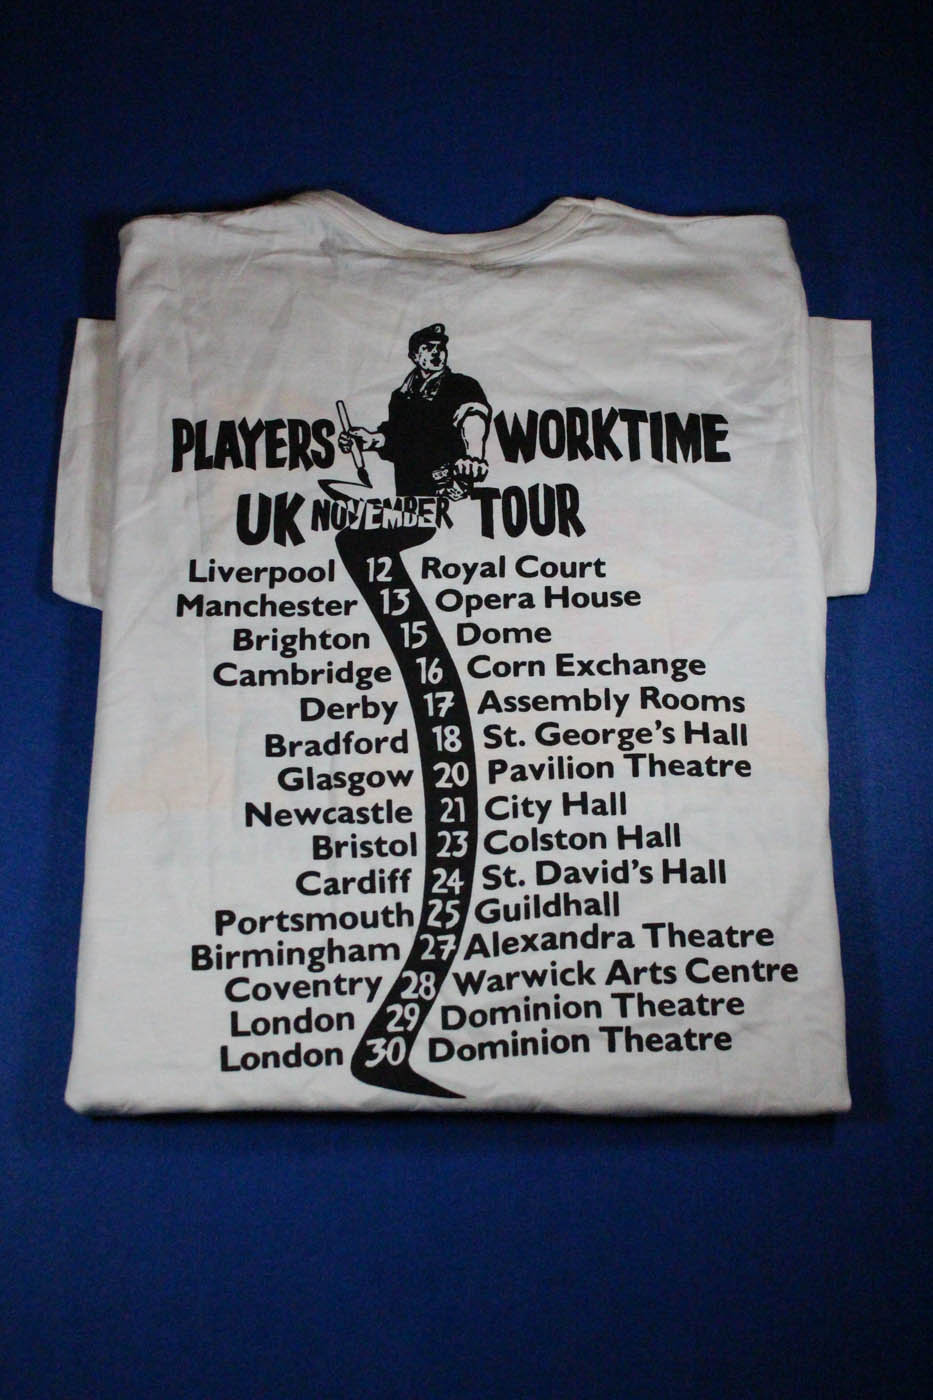 PLAYERS WORKTIME
UK NOVEMBER TOUR
Liverpool 12 Royal Court
Manchester 13 Opera House
Brighton 15 Dome
Cambridge 16 Corn Exchange
Derby 17 Assembly Rooms
Bradford 18 St. George's Hall
Glasgow 20 Pavilion Theatre
Newcastle 21 City Hall
Bristol 23 Colston Hall
Cardiff 24 St. David's Hall
Portsmouth 25 Guildhall
Birmingham 27 Alexandra Theatre
Coventry 28 Warwick Arts Centre
London 29 Dominion Theatre
London 30 Dominion Theatre